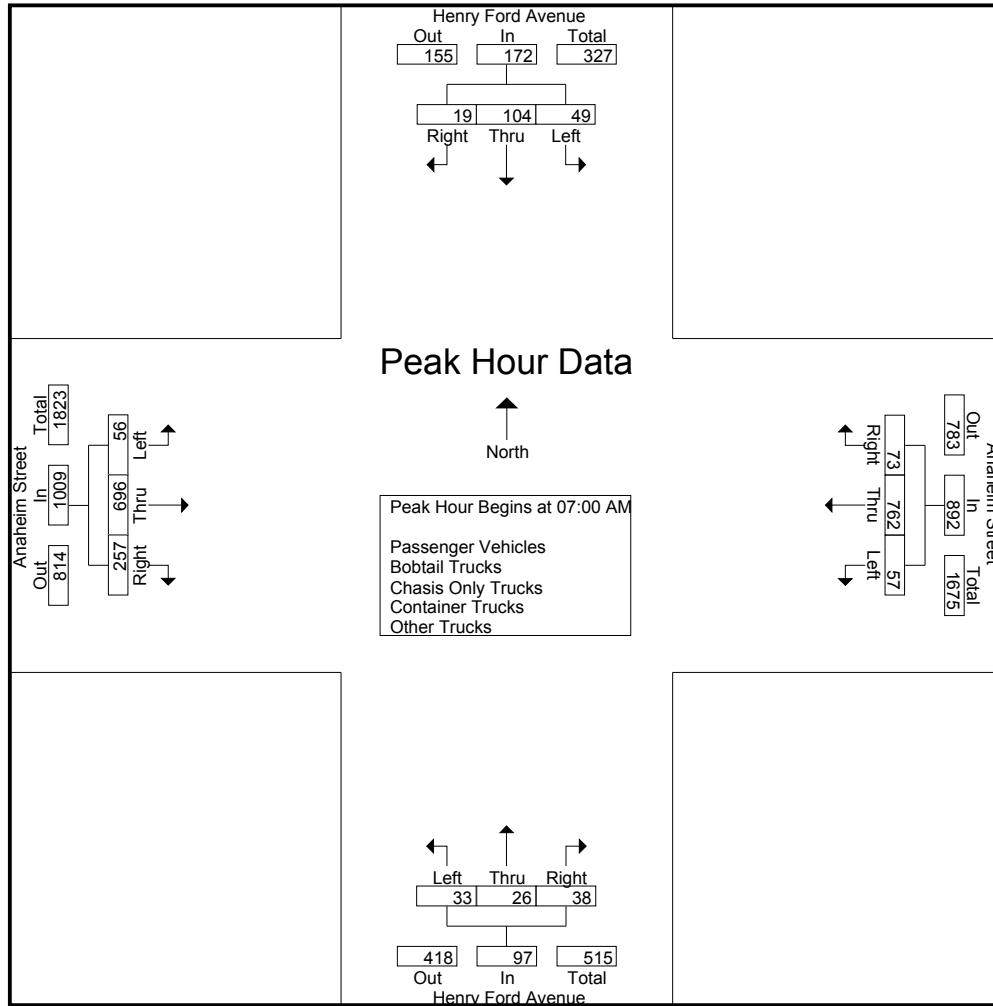 Henry Ford Avenue
Out In Total
155 172 327
19 104 49
Right Thru Left
Peak Hour Data
North
Peak Hour Begins at 07:00 AM
Passenger Vehicles
Bobtail Trucks
Chasis Only Trucks
Container Trucks
Other Trucks
Anaheim Street
Out In Total
814 1009 1823
257 696 56
Right Thru Left
Anaheim Street
Out In Total
783 892 1675
73 762 57
Right Thru Left
Left Thru Right
33 26 38
418 97 515
Out In Total
Henry Ford Avenue